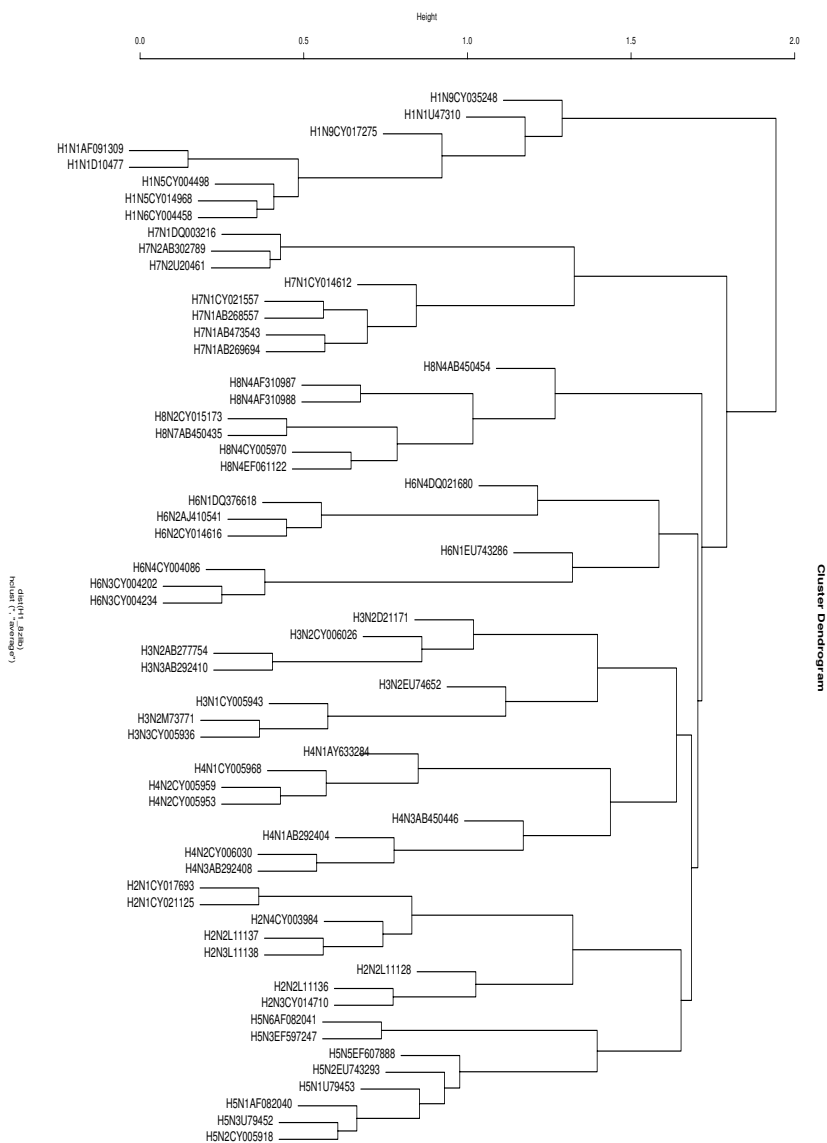 Height
0.0 0.5 1.0 1.5 2.0
H1N9CY035248
H1N1U47310
H1N9CY017275
H1N1AF091309
H1N1D10477
H1N5CY004498
H1N5CY014968
H1N6CY004458
H7N1DQ003216
H7N2AB302789
H7N2U20461
H7N1CY014612
H7N1CY021557
H7N1AB268557
H7N1AB473543
H7N1AB269694
H8N4AB450454
H8N4AF310987
H8N4AF310988
H8N2CY015173
H8N7AB450435
H8N4CY005970
H8N4EF061122
H6N4DQ021680
H6N1DQ376618
H6N2AJ410541
H6N2CY014616
H6N1EU743286
H6N4CY004086
H6N3CY004202
H6N3CY004234
H3N2D21171
H3N2CY006026
H3N2AB277754
H3N3AB292410
H3N2EU74652
H3N1CY005943
H3N2M73771
H3N3CY005936
H4N1AY633284
H4N1CY005968
H4N2CY005959
H4N2CY005953
H4N3AB450446
H4N1AB292404
H4N2CY006030
H4N3AB292408
H2N1CY017693
H2N1CY021125
H2N4CY003984
H2N2L11137
H2N3L11138
H2N2L11128
H2N2L11136
H2N3CY014710
H5N6AF082041
H5N3EF597247
H5N5EF607888
H5N2EU743293
H5N1U79453
H5N1AF082040
H5N3U79452
H5N2CY005918
Cluster Dendrogram
hclust (*, "average")